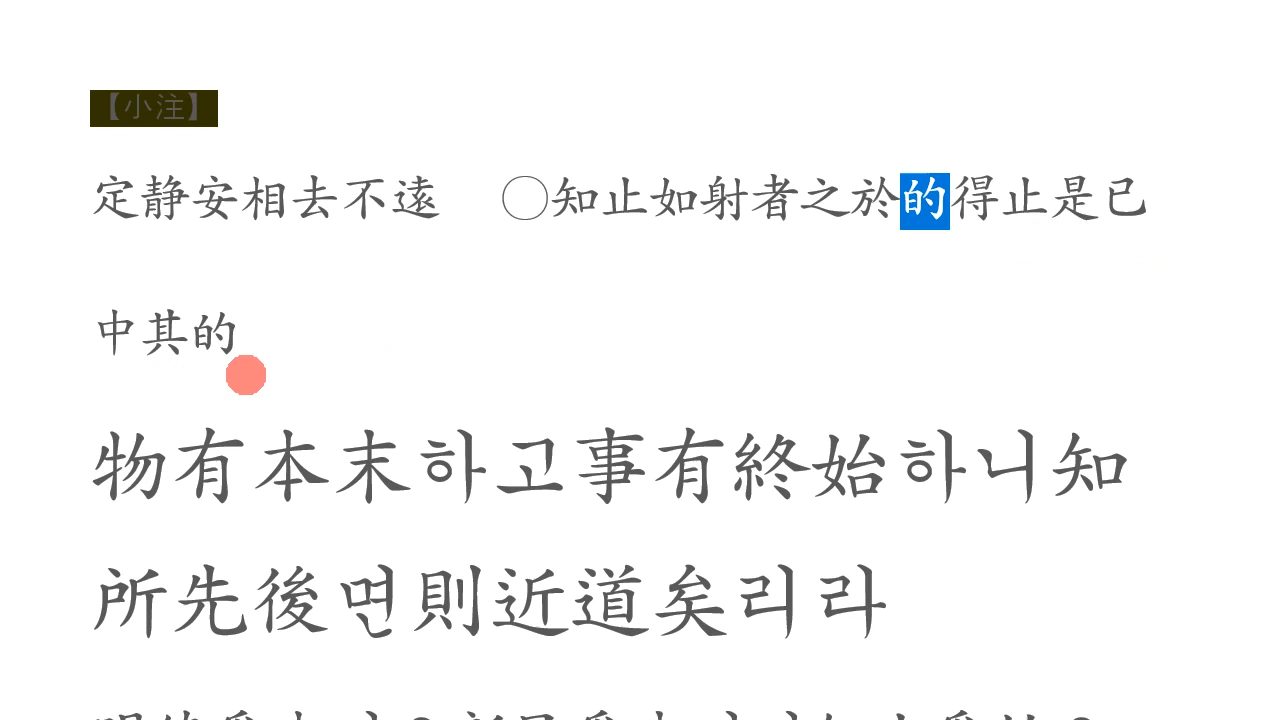 【小注】
定静安相去不遠　◯知止如射者之於的得止是已
中其的
物有本末하고事有終始하니知
所先後면則近道矣리라